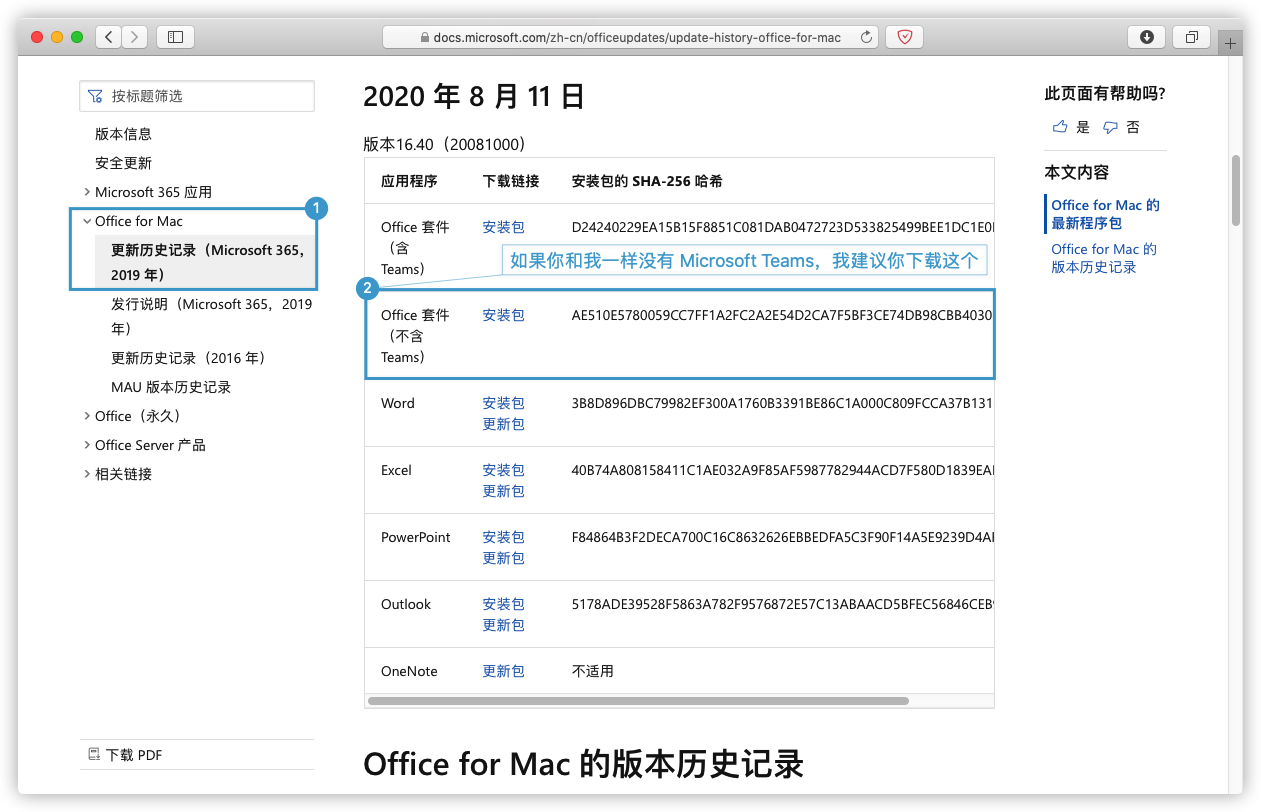 docs.microsoft.com/zh-cn/officeupdates/update-history-office-for-mac
按标题筛选
版本信息
安全更新
Microsoft 365 应用
Office for Mac
1
更新历史记录（Microsoft 365，
2019 年）
发行说明（Microsoft 365，2019
年）
更新历史记录（2016 年）
MAU 版本历史记录
Office（永久）
Office Server 产品
相关链接
下载 PDF
2020 年 8 月 11 日
版本16.40（20081000）
应用程序 下载链接 安装包的 SHA-256 哈希
Office 套件 安装包 D24240229EA15B15F8851C081DAB0472723D533825499BEE1DC1E0
（含
Teams）
如果你和我一样没有 Microsoft Teams，我建议你下载这个
2
Office 套件 安装包 AE510E5780059CC7FF1A2FC2A2E54D2CA7F5BF3CE74DB98CBB4030
（不含
Teams）
Word 安装包 3B8D896DBC79982EF300A1760B3391BE86C1A000C809FCCA37B131
更新包
Excel 安装包 40B74A808158411C1AE032A9F85AF5987782944ACD7F580D1839EA
更新包
PowerPoint 安装包 F84864B3F2DECA700C16C8632626EBBEDFA5C3F90F14A5E9239D4A
更新包
Outlook 安装包 5178ADE39528F5863A782F9576872E57C13ABAACD5BFEC56846CEB
更新包
OneNote 更新包 不适用
Office for Mac 的版本历史记录
此页面有帮助吗?
是 否
本文内容
Office for Mac 的
最新程序包
Office for Mac 的
版本历史记录